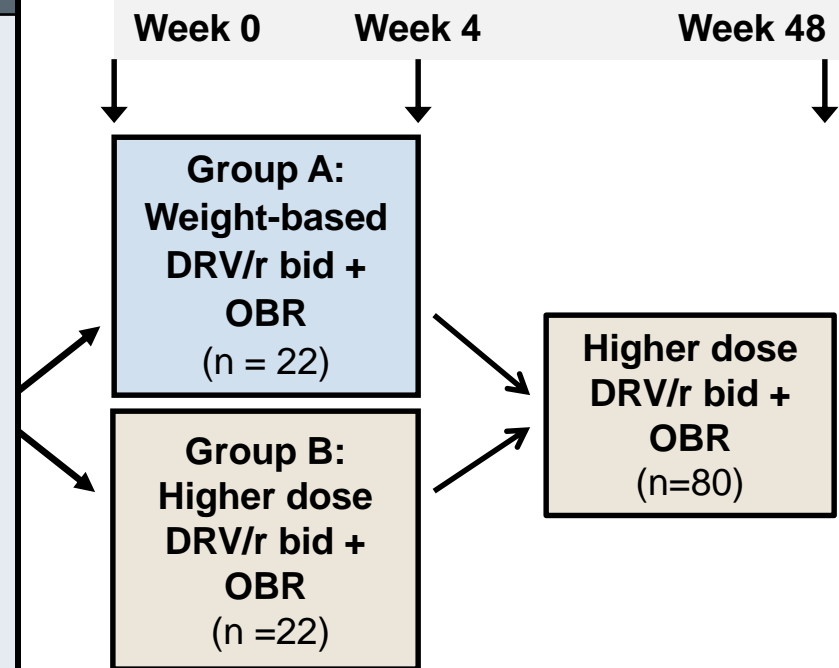 Week 0 Week 4 Week 48
Group A:
Weight-based
DRV/r bid +
OBR
(n = 22)
Group B:
Higher dose
DRV/r bid +
OBR
(n =22)
Higher dose
DRV/r bid +
OBR
(n=80)